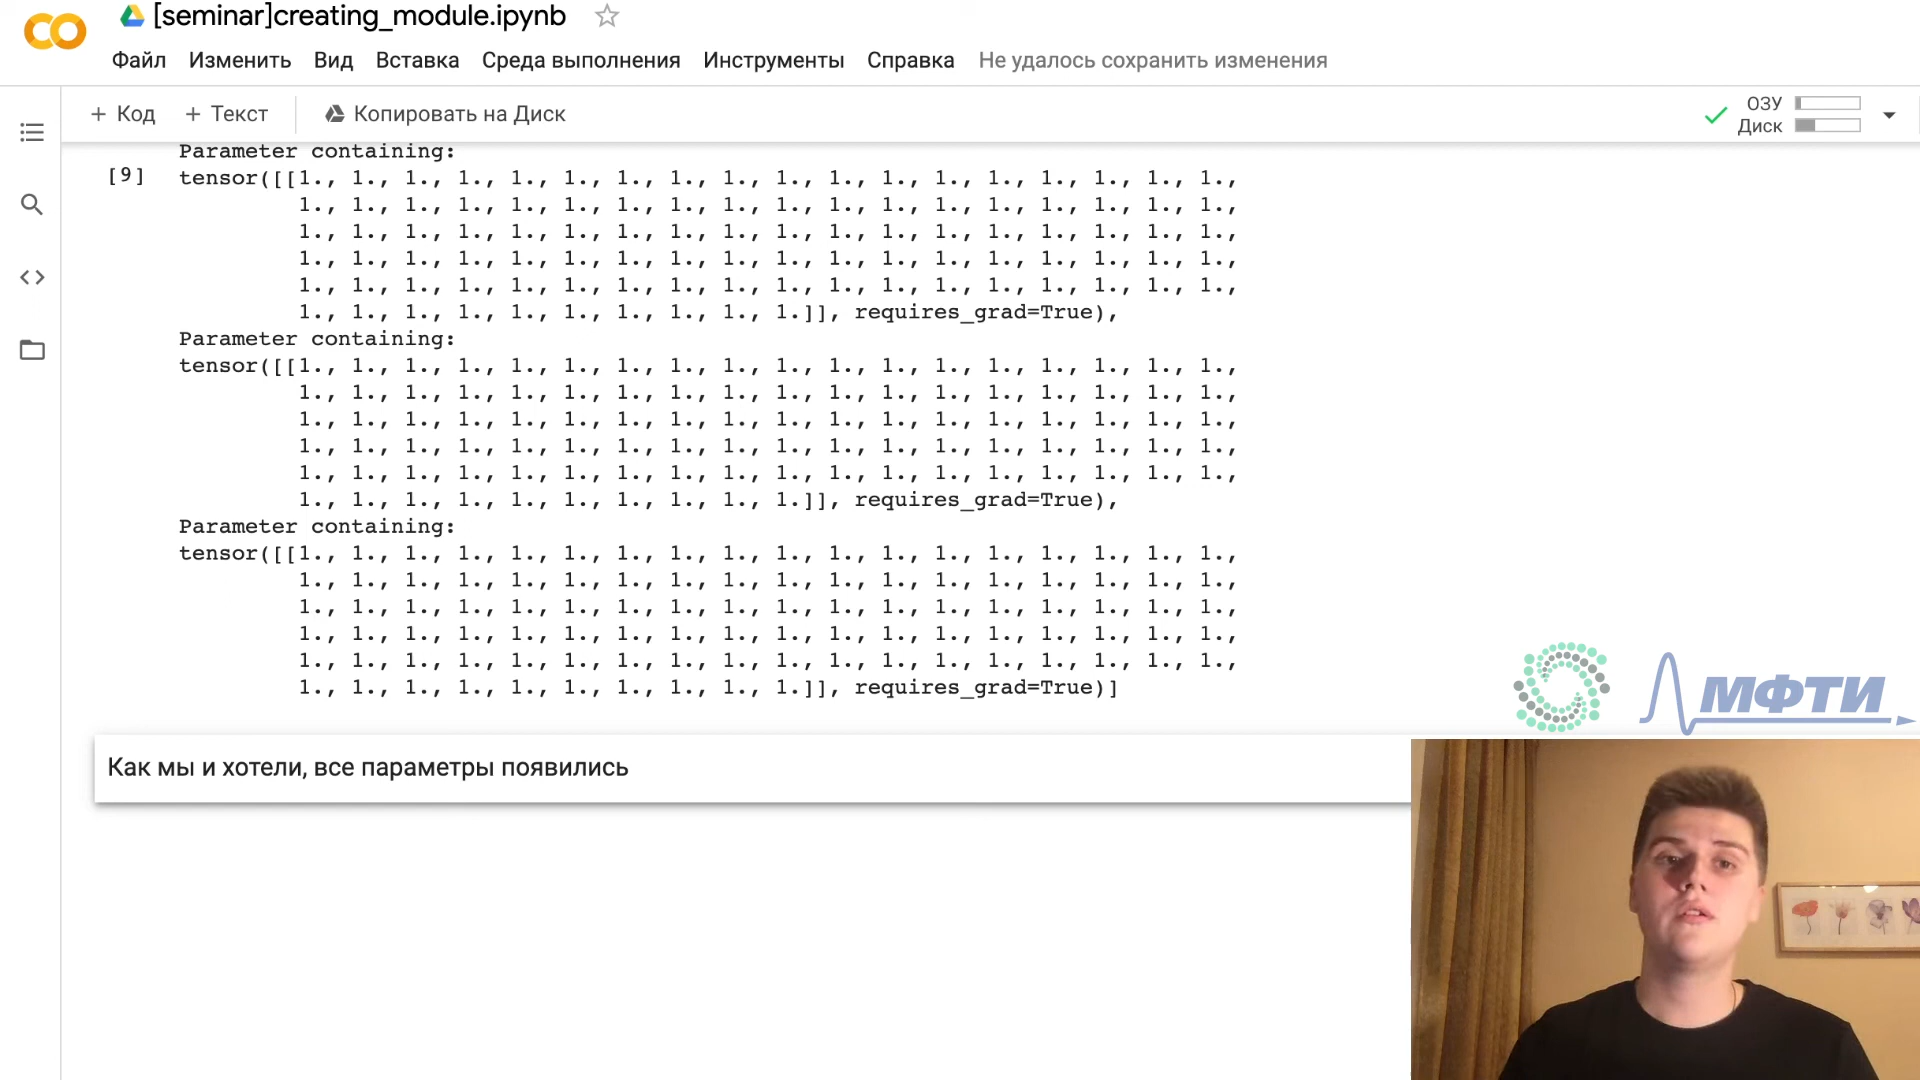 [seminar]creating_module.ipynb
Файл Изменить Вид Вставка Среда выполнения Инструменты Справка Не удалось сохранить изменения
+ Код + Текст Копировать на Диск
ОЗУ
Диск
Parameter containing:
[9] tensor([[1., 1., 1., 1., 1., 1., 1., 1., 1., 1., 1., 1., 1., 1., 1., 1., 1., 1.,
1., 1., 1., 1., 1., 1., 1., 1., 1., 1., 1., 1., 1., 1., 1., 1., 1., 1.,
1., 1., 1., 1., 1., 1., 1., 1., 1., 1., 1., 1., 1., 1., 1., 1., 1., 1.,
1., 1., 1., 1., 1., 1., 1., 1., 1., 1., 1., 1., 1., 1., 1., 1., 1., 1.,
1., 1., 1., 1., 1., 1., 1., 1., 1., 1., 1., 1., 1., 1., 1., 1., 1., 1.,
1., 1., 1., 1., 1., 1., 1., 1., 1., 1.]], requires_grad=True),
Parameter containing:
tensor([[1., 1., 1., 1., 1., 1., 1., 1., 1., 1., 1., 1., 1., 1., 1., 1., 1., 1.,
1., 1., 1., 1., 1., 1., 1., 1., 1., 1., 1., 1., 1., 1., 1., 1., 1., 1.,
1., 1., 1., 1., 1., 1., 1., 1., 1., 1., 1., 1., 1., 1., 1., 1., 1., 1.,
1., 1., 1., 1., 1., 1., 1., 1., 1., 1., 1., 1., 1., 1., 1., 1., 1., 1.,
1., 1., 1., 1., 1., 1., 1., 1., 1., 1., 1., 1., 1., 1., 1., 1., 1., 1.,
1., 1., 1., 1., 1., 1., 1., 1., 1., 1.]], requires_grad=True),
Parameter containing:
tensor([[1., 1., 1., 1., 1., 1., 1., 1., 1., 1., 1., 1., 1., 1., 1., 1., 1., 1.,
1., 1., 1., 1., 1., 1., 1., 1., 1., 1., 1., 1., 1., 1., 1., 1., 1., 1.,
1., 1., 1., 1., 1., 1., 1., 1., 1., 1., 1., 1., 1., 1., 1., 1., 1., 1.,
1., 1., 1., 1., 1., 1., 1., 1., 1., 1., 1., 1., 1., 1., 1., 1., 1., 1.,
1., 1., 1., 1., 1., 1., 1., 1., 1., 1., 1., 1., 1., 1., 1., 1., 1., 1.,
1., 1., 1., 1., 1., 1., 1., 1., 1., 1.]], requires_grad=True)]
МФТИ
Как мы и хотели, все параметры появились